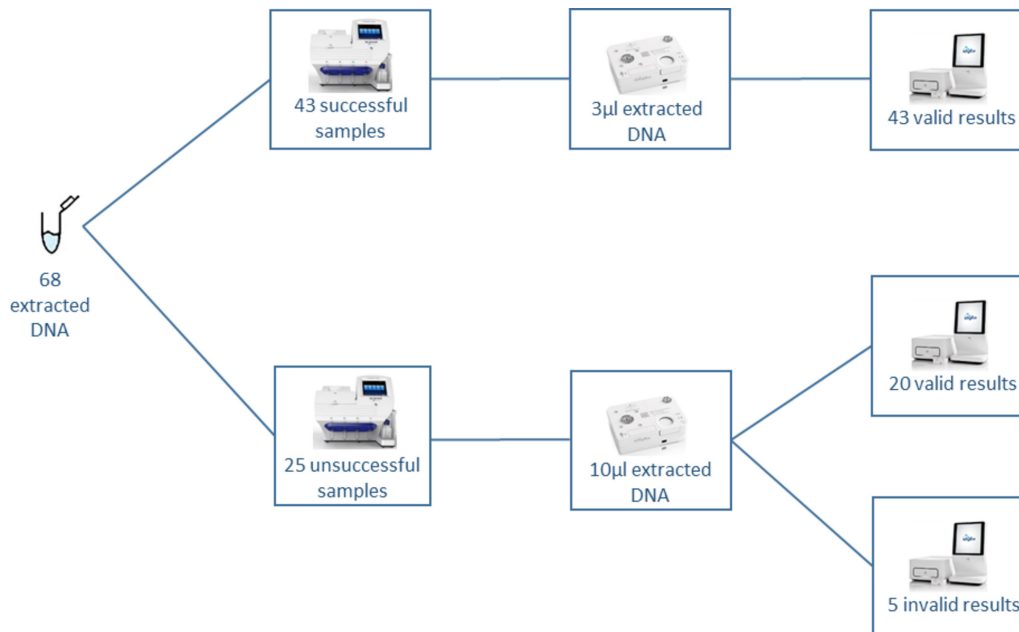 43 successful
samples
3µl extracted
DNA
43 valid results
68
extracted
DNA
20 valid results
25 unsuccessful
samples
10µl extracted
DNA
5 invalid results